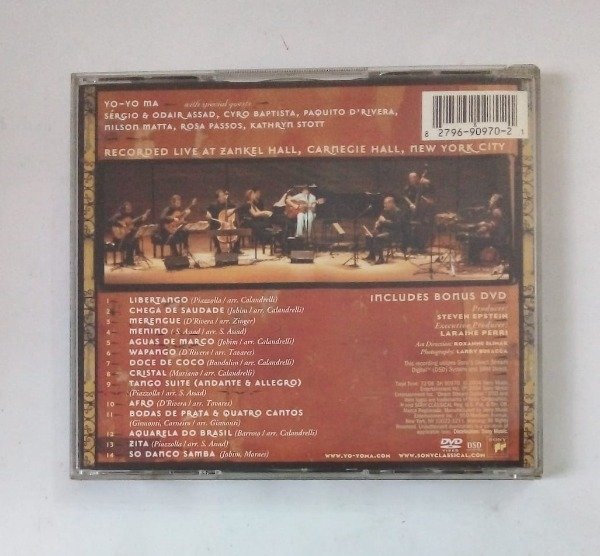 YO-YO MA with special guests
SÉRGIO & ODAIR ASSAD, CYRO BAPTISTA, PAQUITO D'RIVERA,
NILSON MATTA, ROSA PASSOS, KATHRYN STOTT
RECORDED LIVE AT ZANKEL HALL, CARNEGIE HALL, NEW YORK CITY
8 2796-90970-2 1
1 LIBERTANGO (Piazzolla / arr. Calandrelli)
2 CHEGA DE SAUDADE (Jobim / arr. Calandrelli)
3 MERENGUE (D'Rivera / arr. Zinger)
4 MENINO (S. Assad / arr. S. Assad)
5 AGUAS DE MARCO (Jobim / arr. Calandrelli)
6 WAPANGO (D'Rivera / arr. Tavares)
7 DOCE DE COCO (Bandolim / arr. Calandrelli)
8 CRISTAL (Mariano / arr. Calandrelli)
9 TANGO SUITE (ANDANTE & ALLEGRO)
(Piazzolla / arr. S. Assad)
10 AFRO (D'Rivera / arr. Tavares)
11 BODAS DE PRATA & QUATRO CANTOS
(Gismonti, Carneiro / arr. Gismonti)
12 AQUARELA DO BRASIL (Barroso / arr. Calandrelli)
13 ZITA (Piazzolla / arr. S. Assad)
14 SO DANCO SAMBA (Jobim, Moraes)
INCLUDES BONUS DVD
Producer:
STEVEN EPSTEIN
Executive Producer:
LARAINE PERRI
Art Direction: ROXANNE SLIMAK
Photography: LARRY BUSACCA
DVD VIDEO DSD SONY
WWW.YO-YOMA.COM WWW.SONYCLASSICAL.COM